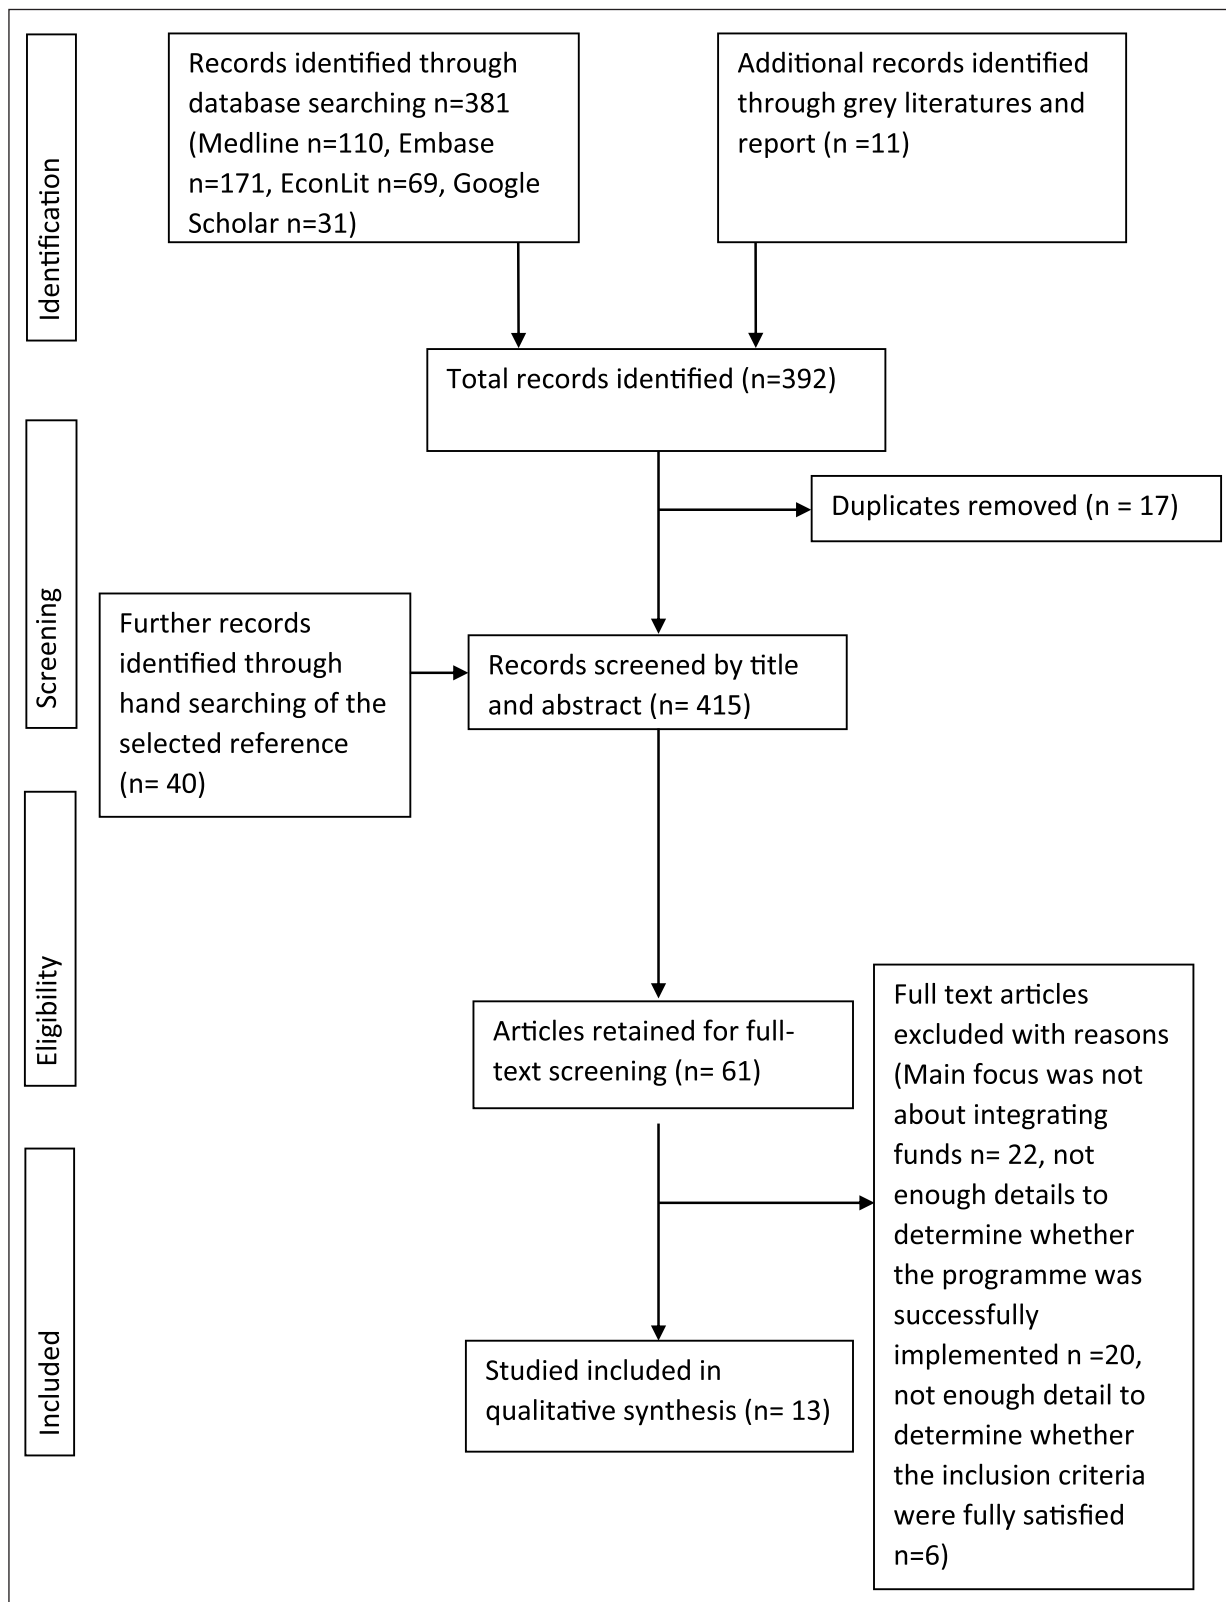 Identification
Records identified through
database searching n=381
(Medline n=110, Embase
n=171, EconLit n=69, Google
Scholar n=31)
Additional records identified
through grey literatures and
report (n =11)
Total records identified (n=392)
Screening
Duplicates removed (n = 17)
Further records
identified through
hand searching of the
selected reference
(n= 40)
Records screened by title
and abstract (n= 415)
Eligibility
Articles retained for full-
text screening (n= 61)
Full text articles
excluded with reasons
(Main focus was not
about integrating
funds n= 22, not
enough details to
determine whether
the programme was
successfully
implemented n =20,
not enough detail to
determine whether
the inclusion criteria
were fully satisfied
n=6)
Included
Studied included in
qualitative synthesis (n= 13)